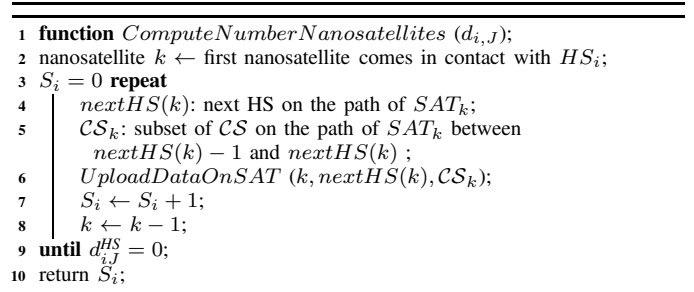 1 function ComputeNumberNanosatellites (d_{i,J});
2 nanosatellite k ← first nanosatellite comes in contact with HS_i;
3 S_i = 0 repeat
4 nextHS(k): next HS on the path of SAT_k;
5 CS_k: subset of CS on the path of SAT_k between
nextHS(k) − 1 and nextHS(k) ;
6 UploadDataOnSAT (k, nextHS(k), CS_k);
7 S_i ← S_i + 1;
8 k ← k − 1;
9 until d_{iJ}^{HS} = 0;
10 return S_i;